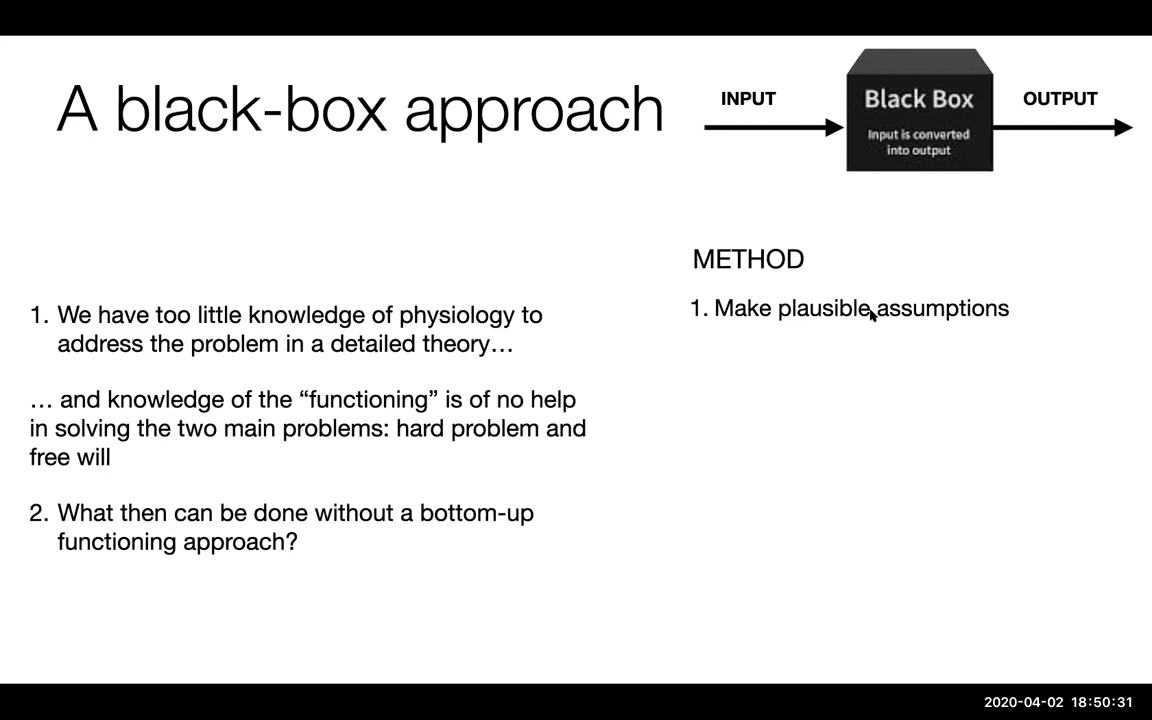 A black-box approach
INPUT
Black Box
Input is converted
into output
OUTPUT
1. We have too little knowledge of physiology to
address the problem in a detailed theory…
… and knowledge of the “functioning” is of no help
in solving the two main problems: hard problem and
free will
2. What then can be done without a bottom-up
functioning approach?
METHOD
1. Make plausible assumptions
2020-04-02 18:50:31